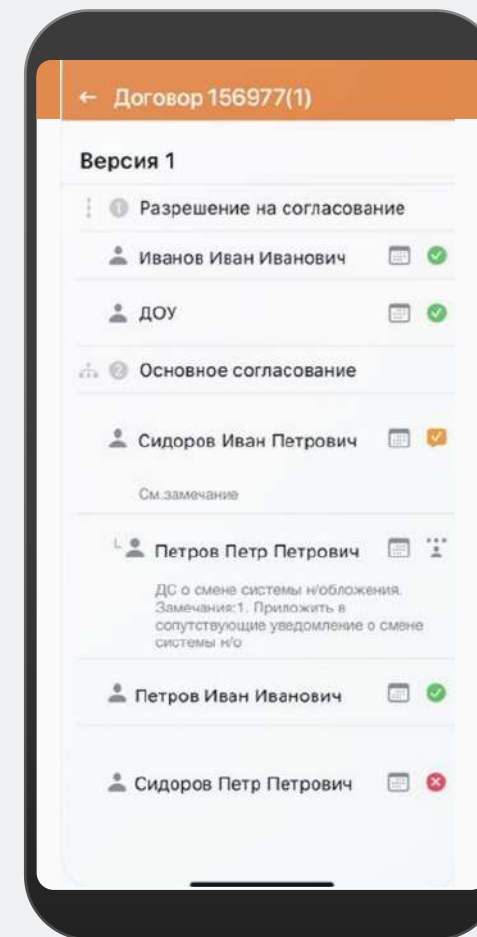 ← Договор 156977(1)
Версия 1
1 Разрешение на согласование
Иванов Иван Иванович
ДОУ
2 Основное согласование
Сидоров Иван Петрович
См.замечание
Петров Петр Петрович
ДС о смене системы н/обложения.
Замечания:1. Приложить в
сопутствующие уведомление о смене
системы н/о
Петров Иван Иванович
Сидоров Петр Петрович